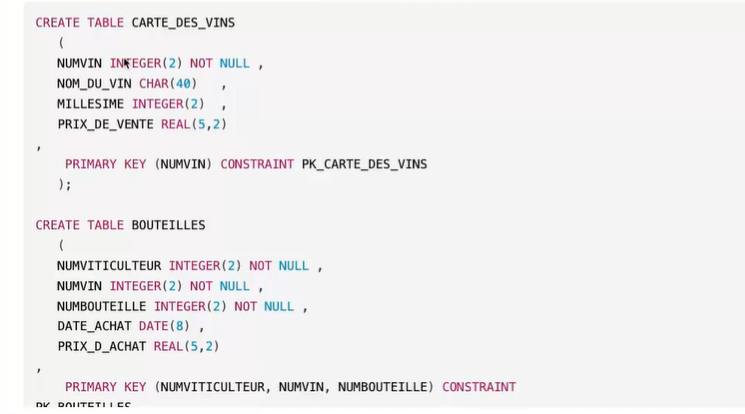 CREATE TABLE CARTE_DES_VINS
(
NUMVIN INTEGER(2) NOT NULL ,
NOM_DU_VIN CHAR(40) ,
MILLESIME INTEGER(2) ,
PRIX_DE_VENTE REAL(5,2)
,
PRIMARY KEY (NUMVIN) CONSTRAINT PK_CARTE_DES_VINS
);
CREATE TABLE BOUTEILLES
(
NUMVITICULTEUR INTEGER(2) NOT NULL ,
NUMVIN INTEGER(2) NOT NULL ,
NUMBOUTEILLE INTEGER(2) NOT NULL ,
DATE_ACHAT DATE(8) ,
PRIX_D_ACHAT REAL(5,2)
,
PRIMARY KEY (NUMVITICULTEUR, NUMVIN, NUMBOUTEILLE) CONSTRAINT
PK_BOUTEILLES